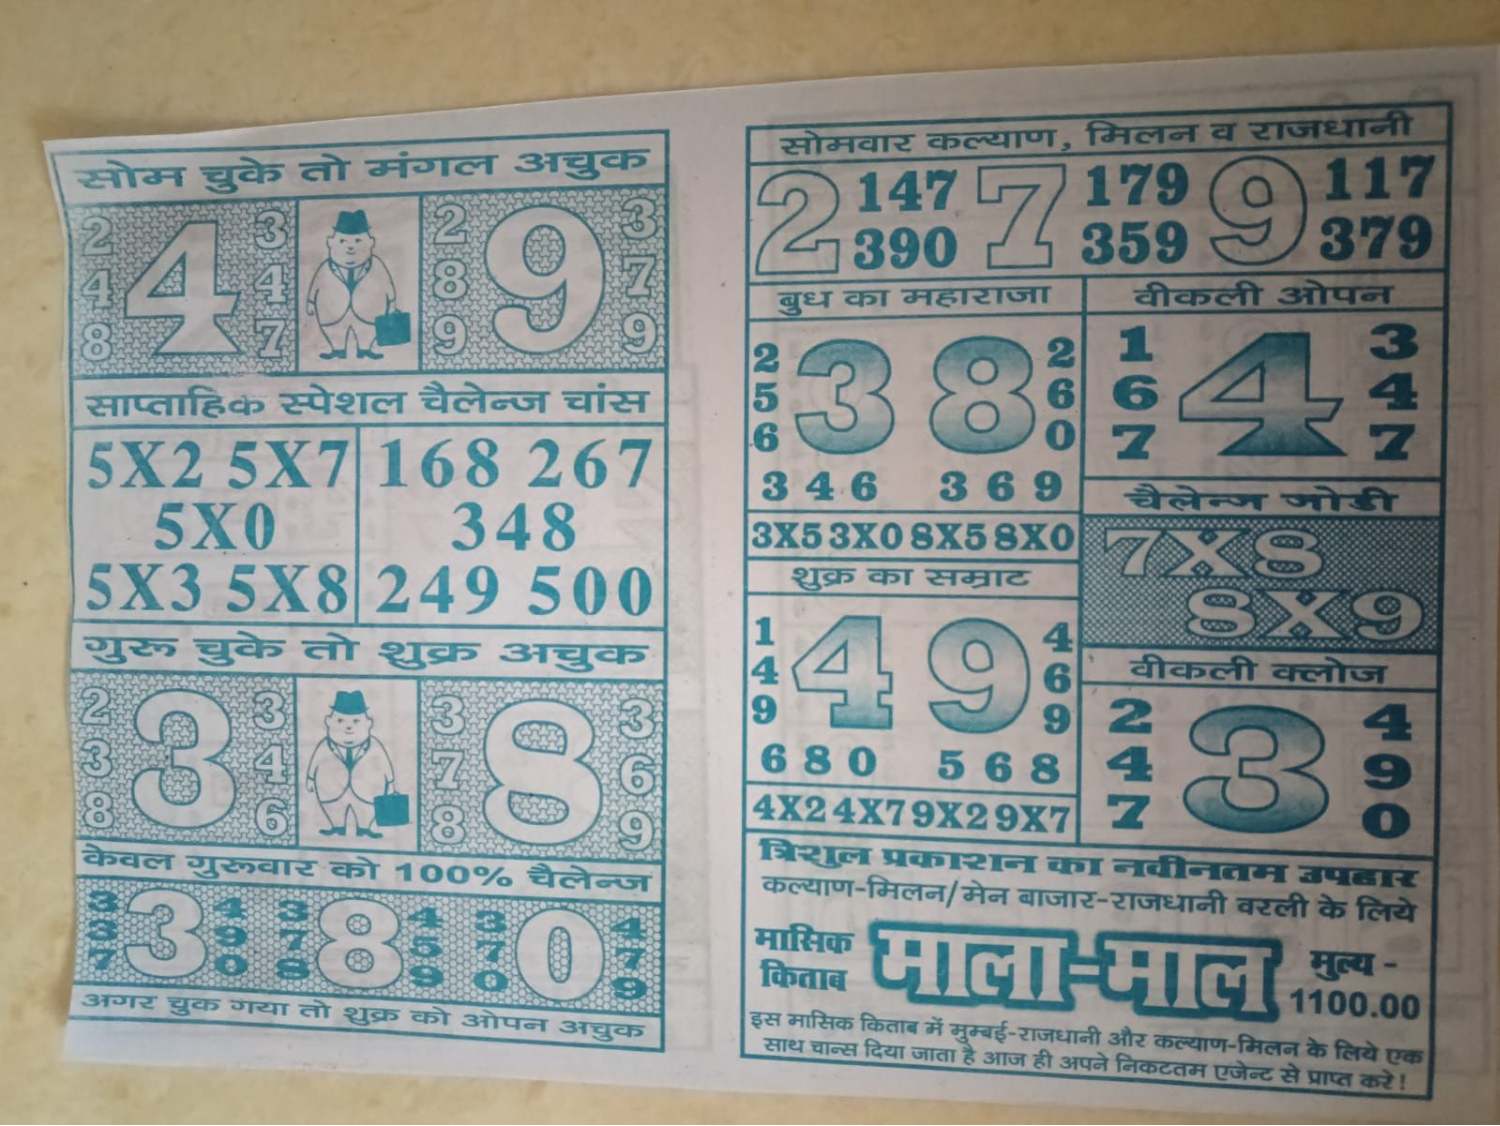 सोम चुके तो मंगल अचुक
2 4 3 2 9 3
4 4 8 7
8 7 9 9
साप्ताहिक स्पेशल चैलेन्ज चांस
5X2 5X7 168 267
5X0 348
5X3 5X8 249 500
गुरू चुके तो शुक्र अचुक
2 3 3 3 8 3
3 4 7 6
8 6 8 9
केवल गुरूवार को 100% चैलेन्ज
3 3 4 3 8 4 3 0 4
3 9 7 5 7 7
7 0 8 9 0 9
अगर चुक गया तो शुक्र को ओपन अचुक
सोमवार कल्याण, मिलन व राजधानी
2 147 7 179 9 117
390 359 379
बुध का महाराजा
2 38 2
5 6
6 0
346 369
3X5 3X0 8X5 8X0
शुक्र का सम्राट
1 49 4
4 6
9 9
680 568
4X2 4X7 9X2 9X7
वीकली ओपन
1 4 3
6 4
7 7
चैलेन्ज जोडी
7X8
8X9
वीकली क्लोज
2 3 4
4 9
7 0
त्रिशुल प्रकाशन का नवीनतम उपहार
कल्याण-मिलन/मेन बाजार-राजधानी वरली के लिये
मासिक किताब माला-माल मुल्य - 1100.00
इस मासिक किताब में मुम्बई-राजधानी और कल्याण-मिलन के लिये एक
साथ चान्स दिया जाता है आज ही अपने निकटतम एजेन्ट से प्राप्त करे!